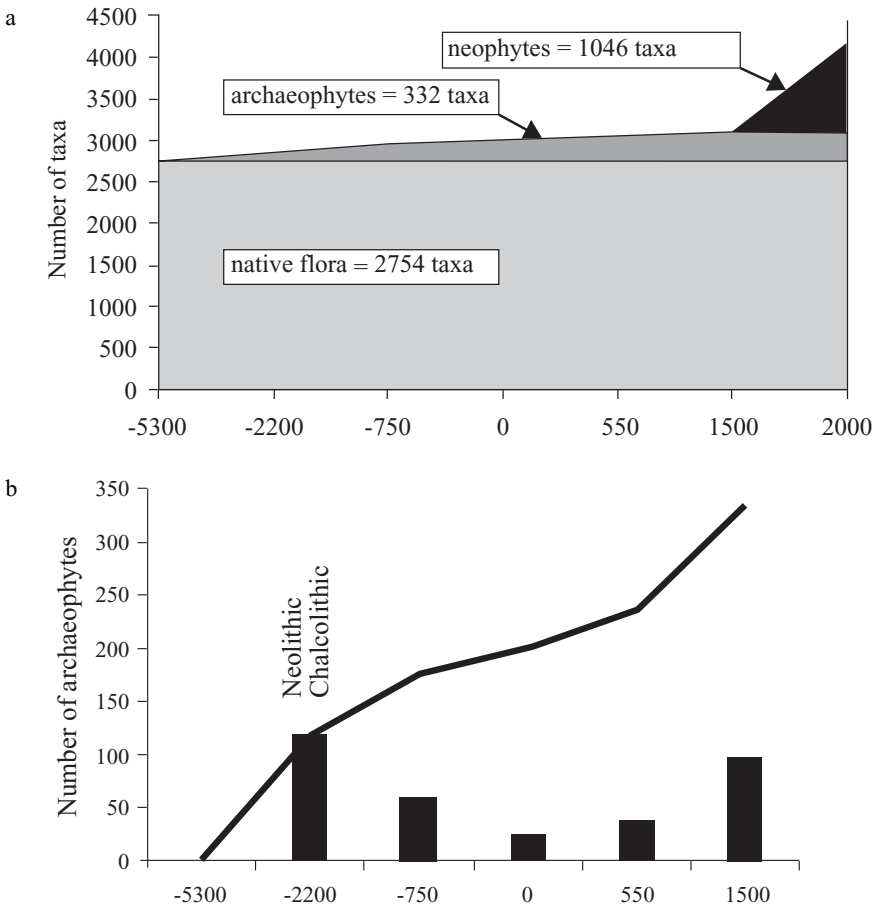 a
4500
4000
3500
3000
2500
2000
1500
1000
500
0
Number of taxa
neophytes = 1046 taxa
archaeophytes = 332 taxa
native flora = 2754 taxa
-5300 -2200 -750 0 550 1500 2000
b
350
300
250
200
150
100
50
0
Number of archaeophytes
Neolithic
Chalcolithic
-5300 -2200 -750 0 550 1500